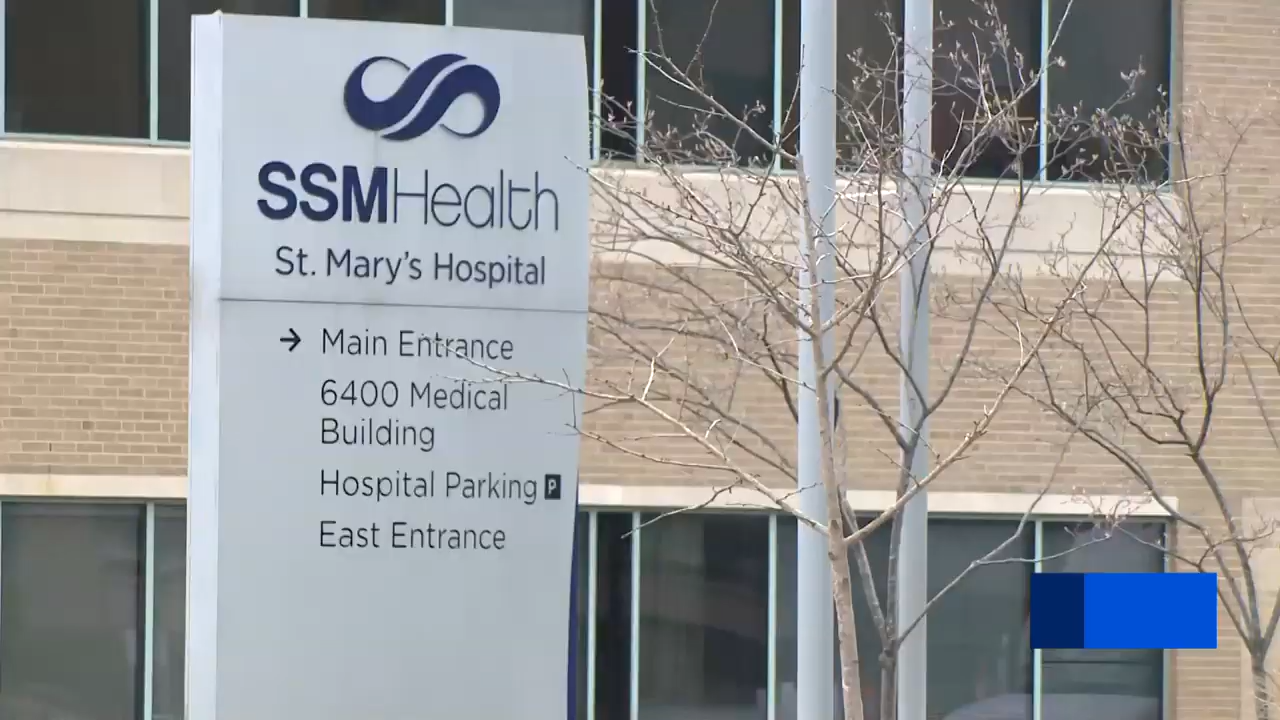 SSMHealth
St. Mary's Hospital
→ Main Entrance
6400 Medical
Building
Hospital Parking P
East Entrance